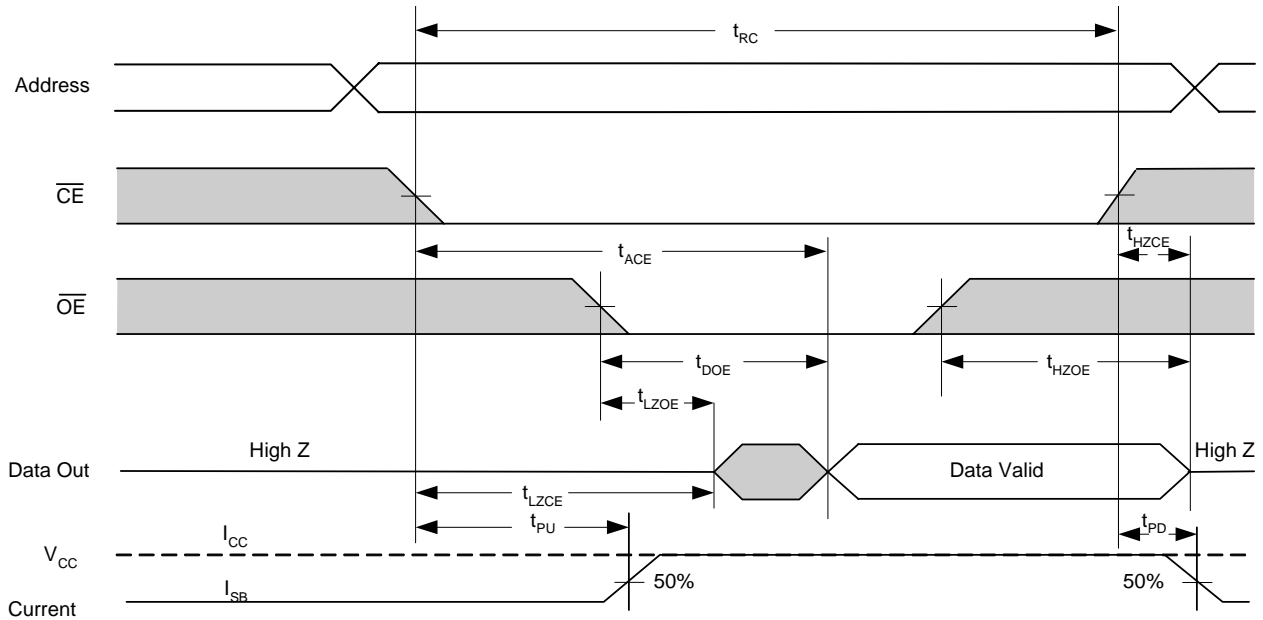 tRC
Address
CE
tHZCE
tACE
OE
tDOE
tHZOE
tLZOE
High Z
High Z
Data Out
Data Valid
tLZCE
tPU
tPD
ICC
VCC
50%
50%
ISB
Current